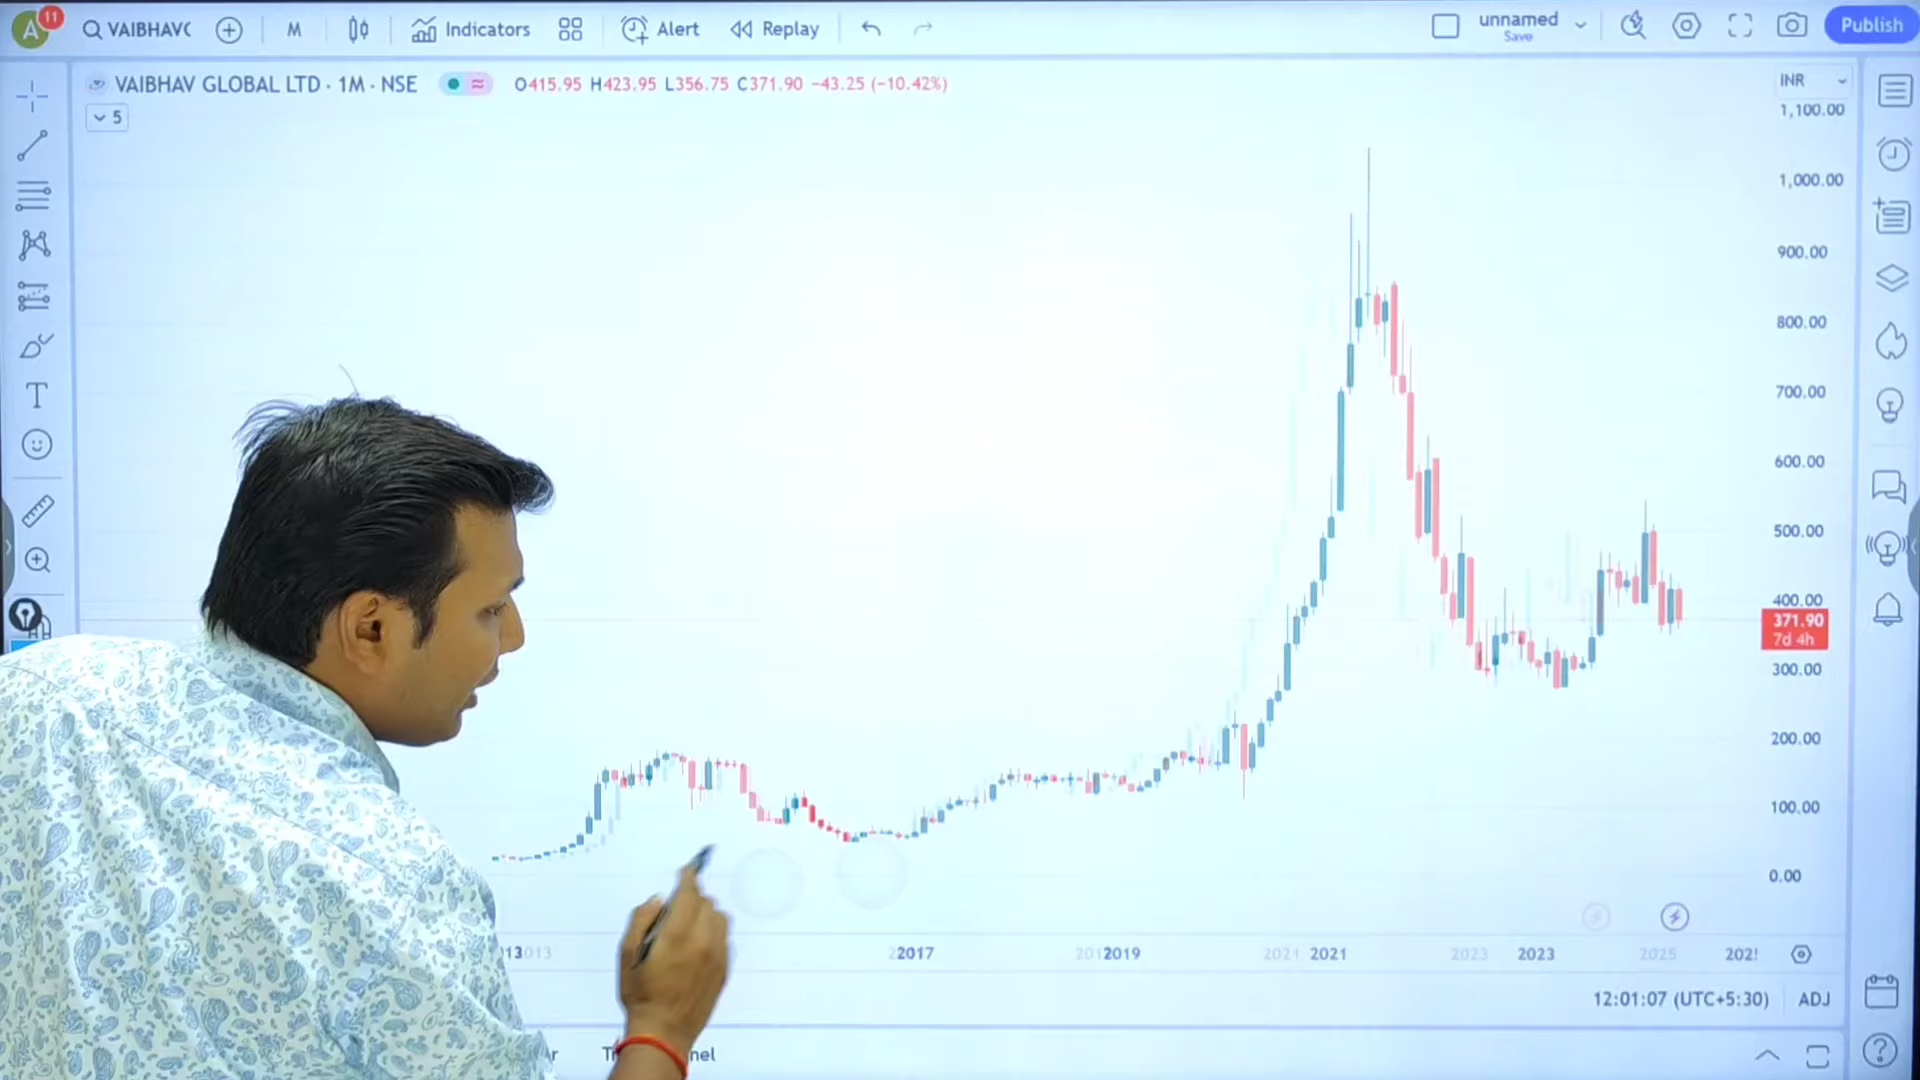 A 11 VAIBHAVC M Indicators Alert Replay unnamed Save Publish
VAIBHAV GLOBAL LTD · 1M · NSE O415.95 H423.95 L356.75 C371.90 −43.25 (−10.42%) INR
5
1,100.00
1,000.00
900.00
800.00
700.00
600.00
500.00
400.00
371.90
7d 4h
300.00
200.00
100.00
0.00
2017 2019 2021 2023 2025
12:01:07 (UTC+5:30) ADJ